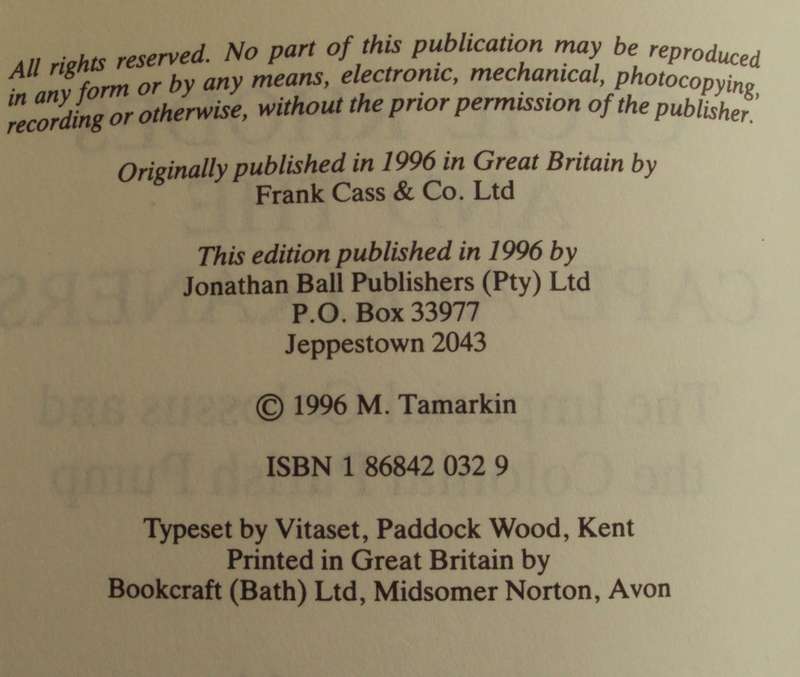 All rights reserved. No part of this publication may be reproduced
in any form or by any means, electronic, mechanical, photocopying,
recording or otherwise, without the prior permission of the publisher.
Originally published in 1996 in Great Britain by
Frank Cass & Co. Ltd
This edition published in 1996 by
Jonathan Ball Publishers (Pty) Ltd
P.O. Box 33977
Jeppestown 2043
© 1996 M. Tamarkin
ISBN 1 86842 032 9
Typeset by Vitaset, Paddock Wood, Kent
Printed in Great Britain by
Bookcraft (Bath) Ltd, Midsomer Norton, Avon